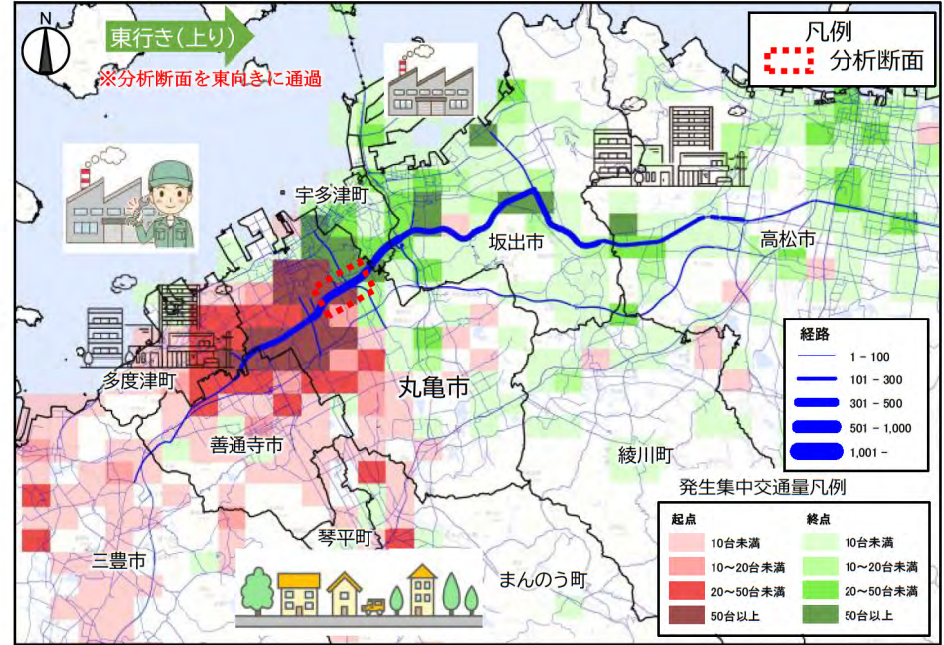 N
東行き(上り)
※分析断面を東向きに通過
凡例
分析断面
宇多津町
坂出市
高松市
多度津町
丸亀市
善通寺市
綾川町
琴平町
三豊市
まんのう町
経路
1 - 100
101 - 300
301 - 500
501 - 1,000
1,001 -
発生集中交通量凡例
起点
終点
10台未満
10台未満
10～20台未満
10～20台未満
20～50台未満
20～50台未満
50台以上
50台以上